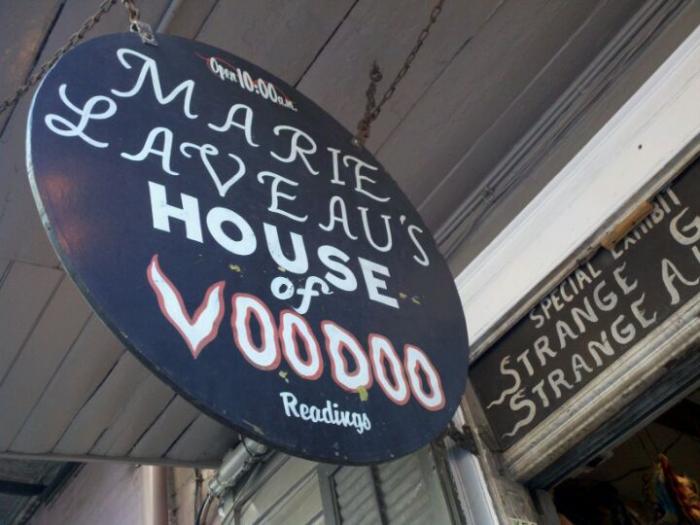 Open 10:00 a.m.
MARIE
LAVEAU'S
HOUSE
of
VOODOO
Readings
SPECIAL EXHIBIT
STRANGE
STRANGE